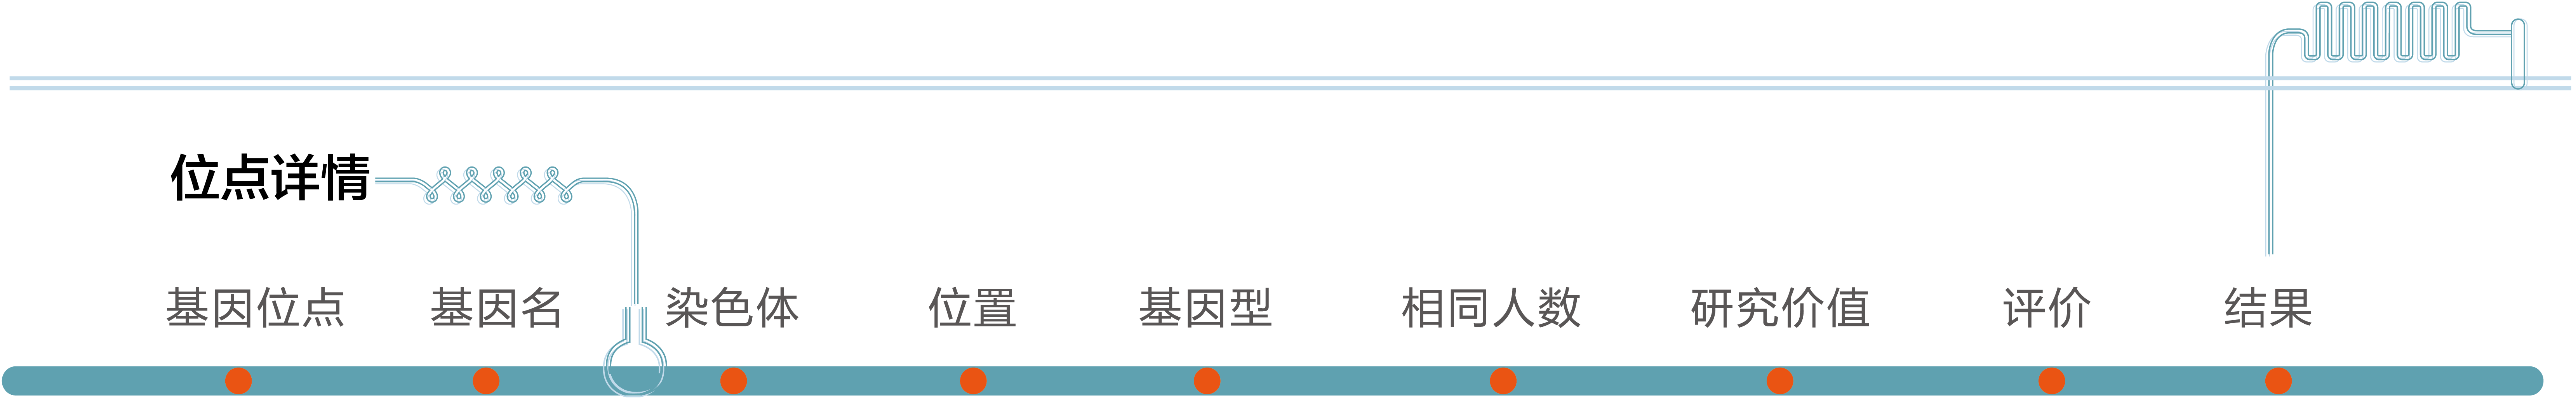 位点详情
基因位点 基因名 染色体 位置 基因型 相同人数 研究价值 评价 结果